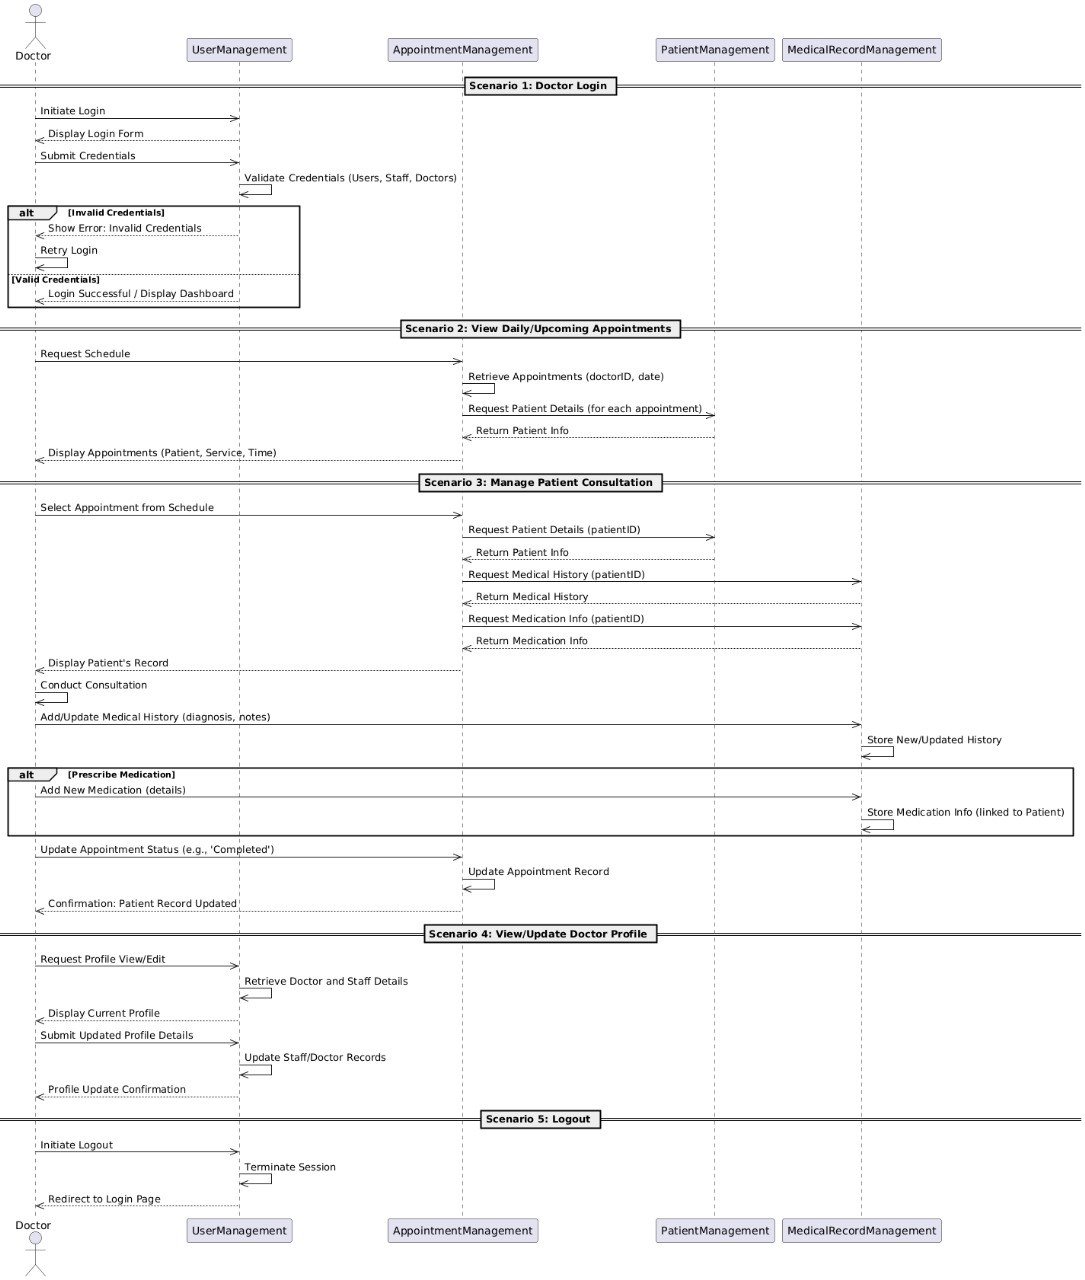 Doctor
UserManagement
AppointmentManagement
PatientManagement
MedicalRecordManagement
Scenario 1: Doctor Login
Initiate Login
Display Login Form
Submit Credentials
Validate Credentials (Users, Staff, Doctors)
alt [Invalid Credentials]
Show Error: Invalid Credentials
Retry Login
[Valid Credentials]
Login Successful / Display Dashboard
Scenario 2: View Daily/Upcoming Appointments
Request Schedule
Retrieve Appointments (doctorID, date)
Request Patient Details (for each appointment)
Return Patient Info
Display Appointments (Patient, Service, Time)
Scenario 3: Manage Patient Consultation
Select Appointment from Schedule
Request Patient Details (patientID)
Return Patient Info
Request Medical History (patientID)
Return Medical History
Request Medication Info (patientID)
Return Medication Info
Display Patient's Record
Conduct Consultation
Add/Update Medical History (diagnosis, notes)
Store New/Updated History
alt [Prescribe Medication]
Add New Medication (details)
Store Medication Info (linked to Patient)
Update Appointment Status (e.g., 'Completed')
Update Appointment Record
Confirmation: Patient Record Updated
Scenario 4: View/Update Doctor Profile
Request Profile View/Edit
Retrieve Doctor and Staff Details
Display Current Profile
Submit Updated Profile Details
Update Staff/Doctor Records
Profile Update Confirmation
Scenario 5: Logout
Initiate Logout
Terminate Session
Redirect to Login Page
Doctor
UserManagement
AppointmentManagement
PatientManagement
MedicalRecordManagement